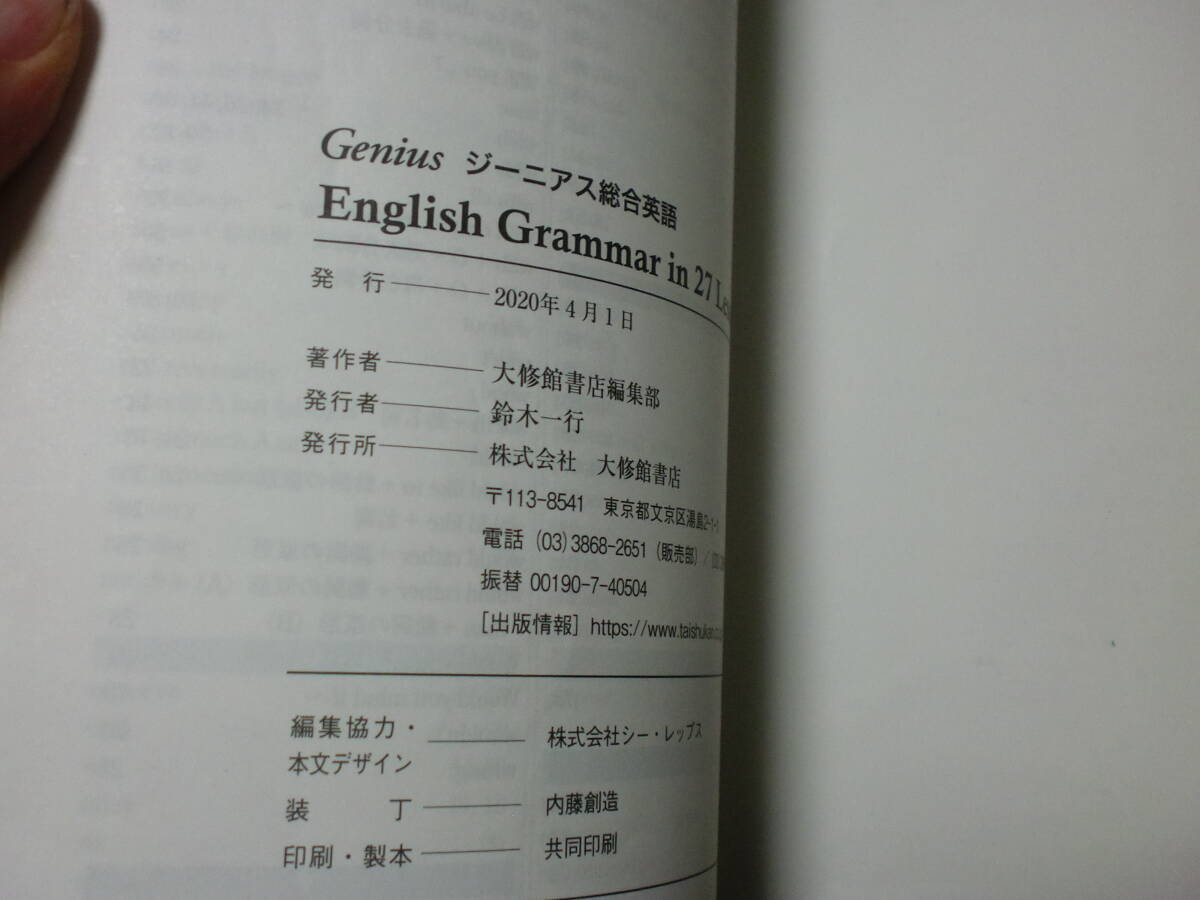 Genius ジーニアス総合英語
English Grammar in 27
発 行 2020年4月1日
著作者 大修館書店編集部
発行者 鈴木一行
発行所 株式会社 大修館書店
〒113-8541 東京都文京区湯島2-1-1
電話 (03)3868-2651(販売部)/
振替 00190-7-40504
[出版情報] https://www.taishukan.co
編集協力・ 株式会社シー・レップス
本文デザイン
装 丁 内藤創造
印刷・製本 共同印刷